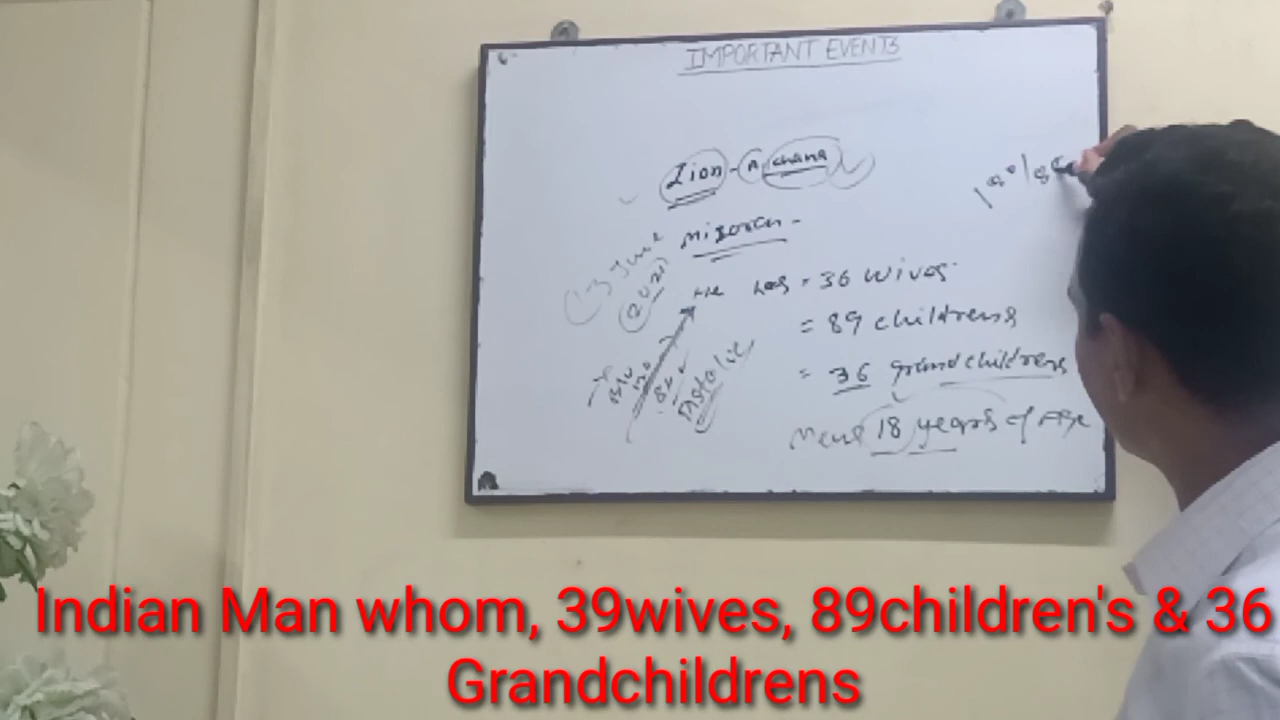 IMPORTANT EVENTS
Zion - A chana
Mizoram -
13 June
2021
He has = 36 wives
= 89 childrens
= 36 grandchildrens
Mens 18 years of Age
Indian Man whom, 39wives, 89children's & 36
Grandchildrens